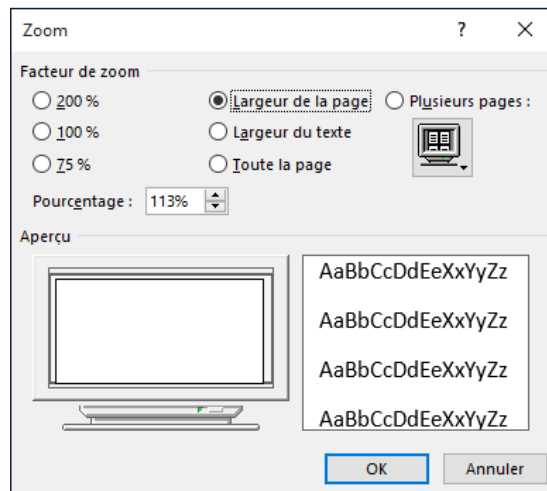 Zoom ?
Facteur de zoom
200 % Largeur de la page Plusieurs pages :
100 % Largeur du texte
75 % Toute la page
Pourcentage : 113%
Aperçu
AaBbCcDdEeXxYyZz
AaBbCcDdEeXxYyZz
AaBbCcDdEeXxYyZz
AaBbCcDdEeXxYyZz
OK Annuler